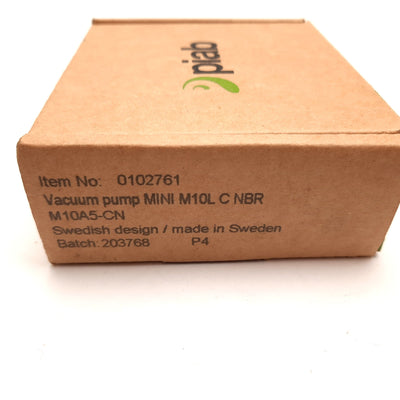 piab
Item No: 0102761
Vacuum pump MINI M10L C NBR
M10A5-CN
Swedish design / made in Sweden
Batch: 203768 P4